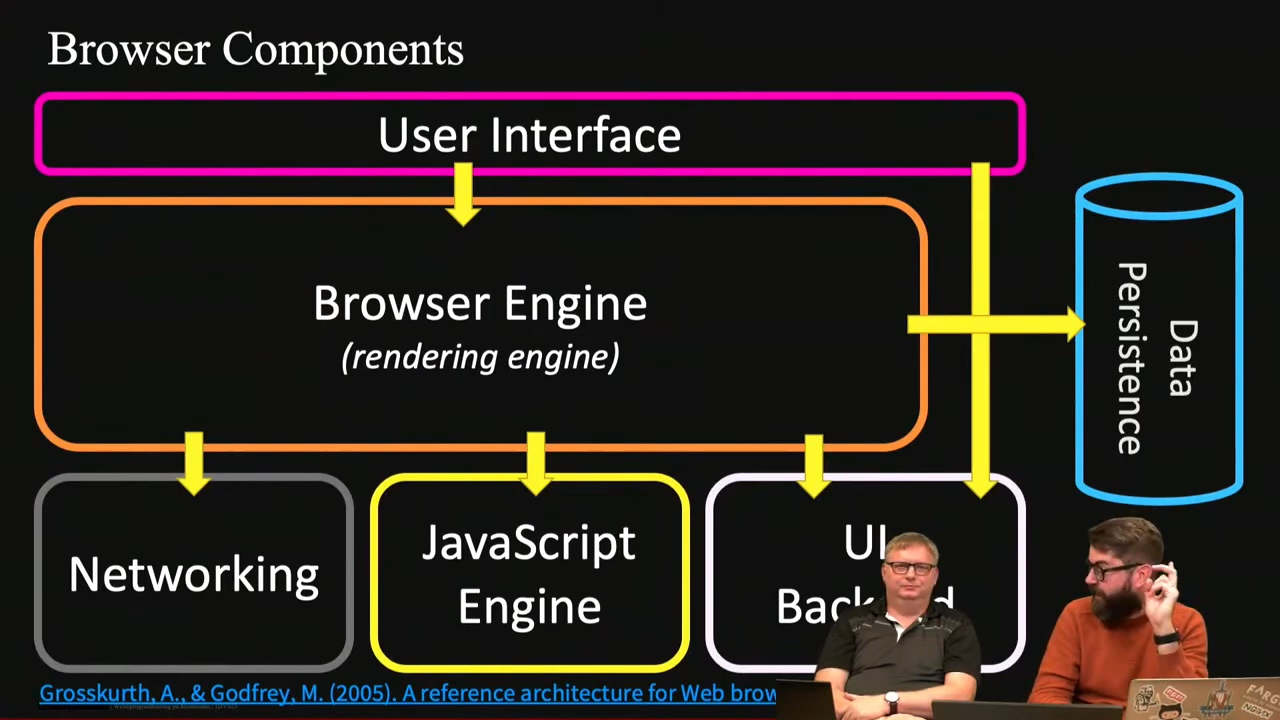 Browser Components
User Interface
Browser Engine
(rendering engine)
Data
Persistence
Networking
JavaScript
Engine
UI
Grosskurth, A., & Godfrey, M. (2005). A reference architecture for Web brow